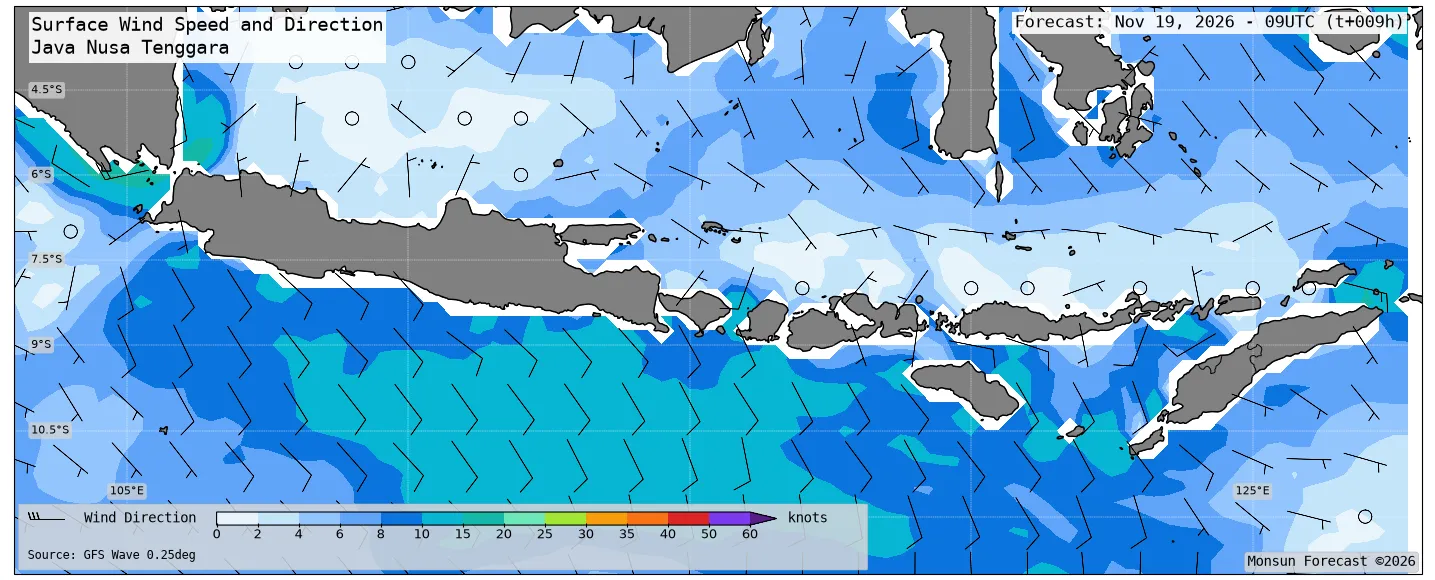 Surface Wind Speed and Direction
Java Nusa Tenggara
Forecast: Nov 19, 2026 - 09UTC (t+009h)
4.5°S
6°S
7.5°S
9°S
10.5°S
105°E
125°E
Wind Direction
0 2 4 6 8 10 15 20 25 30 35 40 50 60
knots
Source: GFS Wave 0.25deg
Monsun Forecast ©2026